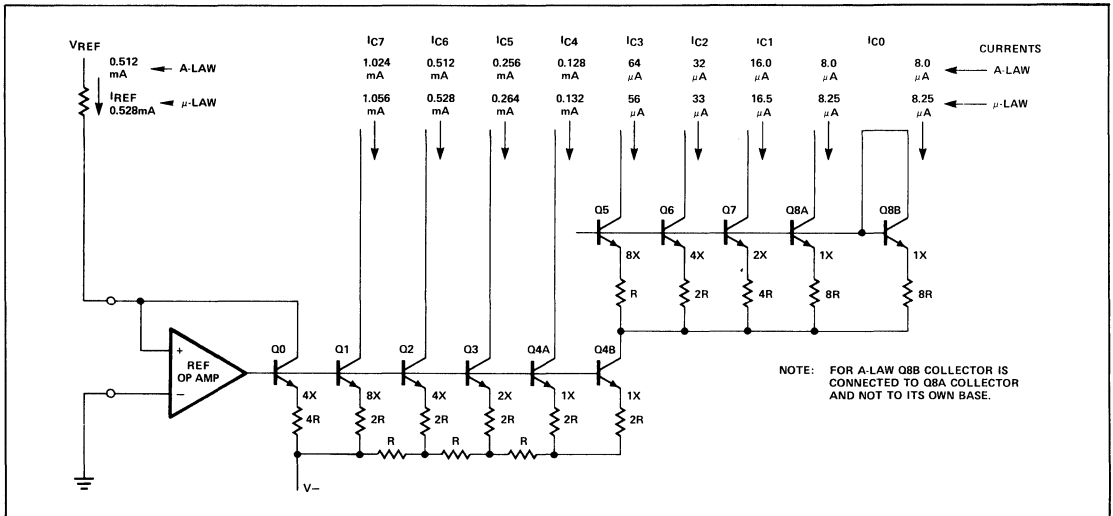 VREF
IC7 IC6 IC5 IC4 IC3 IC2 IC1 IC0
CURRENTS
0.512 mA A-LAW
1.024 mA 0.512 mA 0.256 mA 0.128 mA 64 µA 32 µA 16.0 µA 8.0 µA 8.0 µA A-LAW
IREF 0.528mA µ-LAW
1.056 mA 0.528 mA 0.264 mA 0.132 mA 56 µA 33 µA 16.5 µA 8.25 µA 8.25 µA µ-LAW
Q5 Q6 Q7 Q8A Q8B
8X 4X 2X 1X 1X
R 2R 4R 8R 8R
+
REF
OP AMP
−
Q0 Q1 Q2 Q3 Q4A Q4B
4X 8X 4X 2X 1X 1X
4R 2R 2R 2R 2R 2R
R R R
V−
NOTE: FOR A-LAW Q8B COLLECTOR IS
CONNECTED TO Q8A COLLECTOR
AND NOT TO ITS OWN BASE.